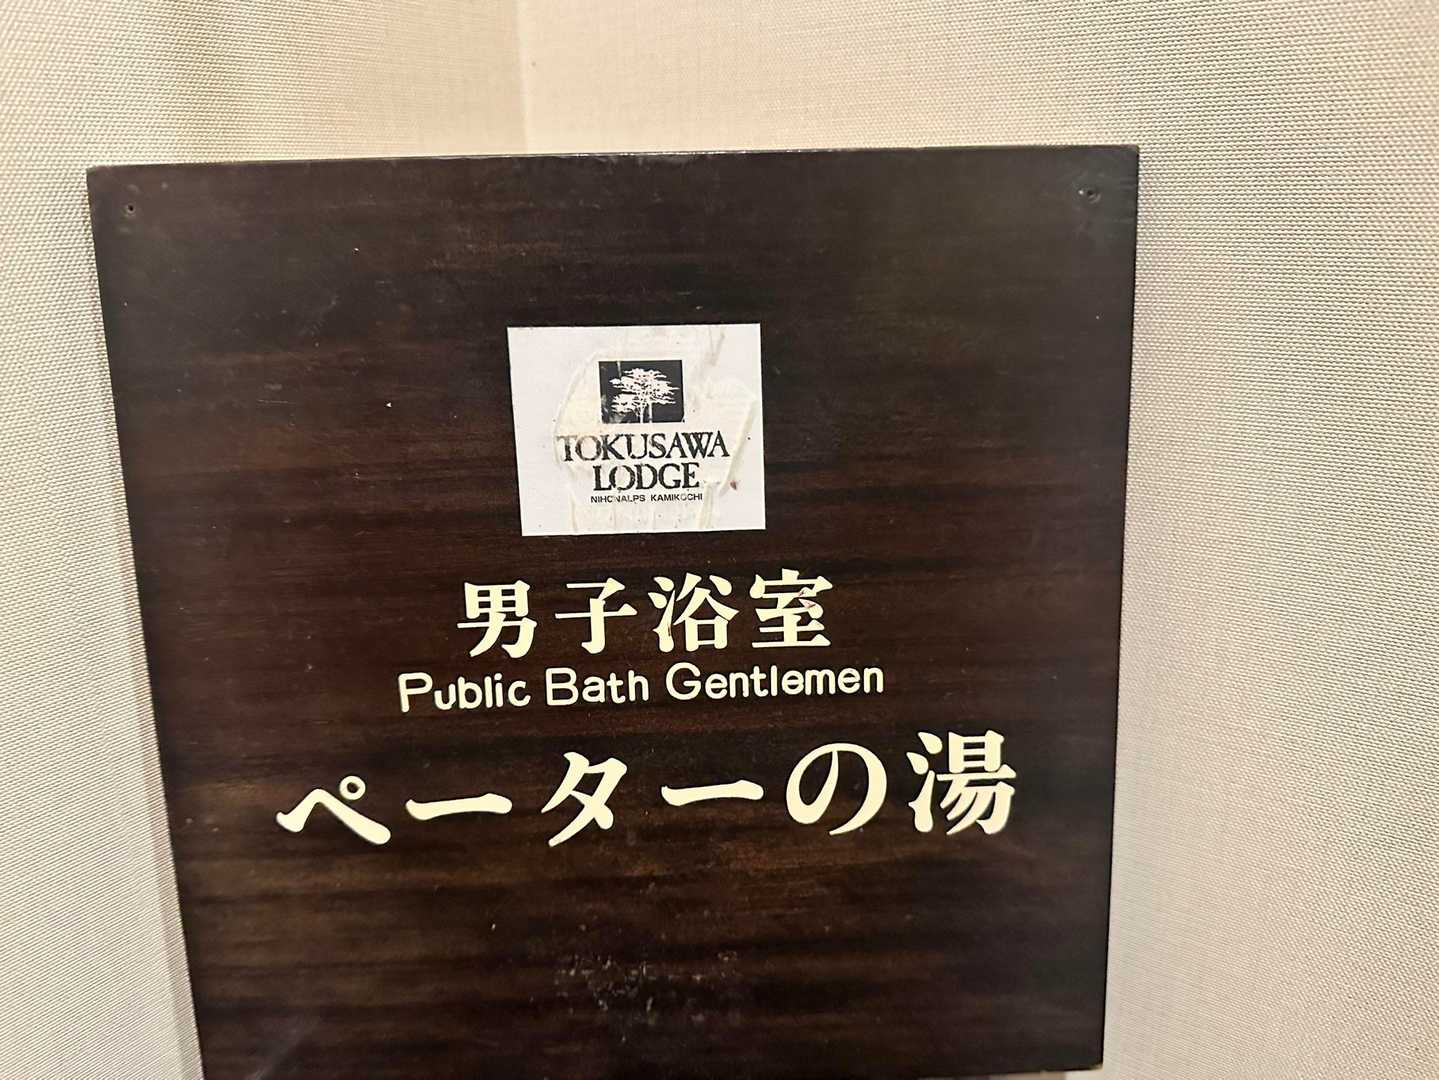 TOKUSAWA
LODGE
NIHONALPS KAMIKOCHI
男子浴室
Public Bath Gentlemen
ペーターの湯